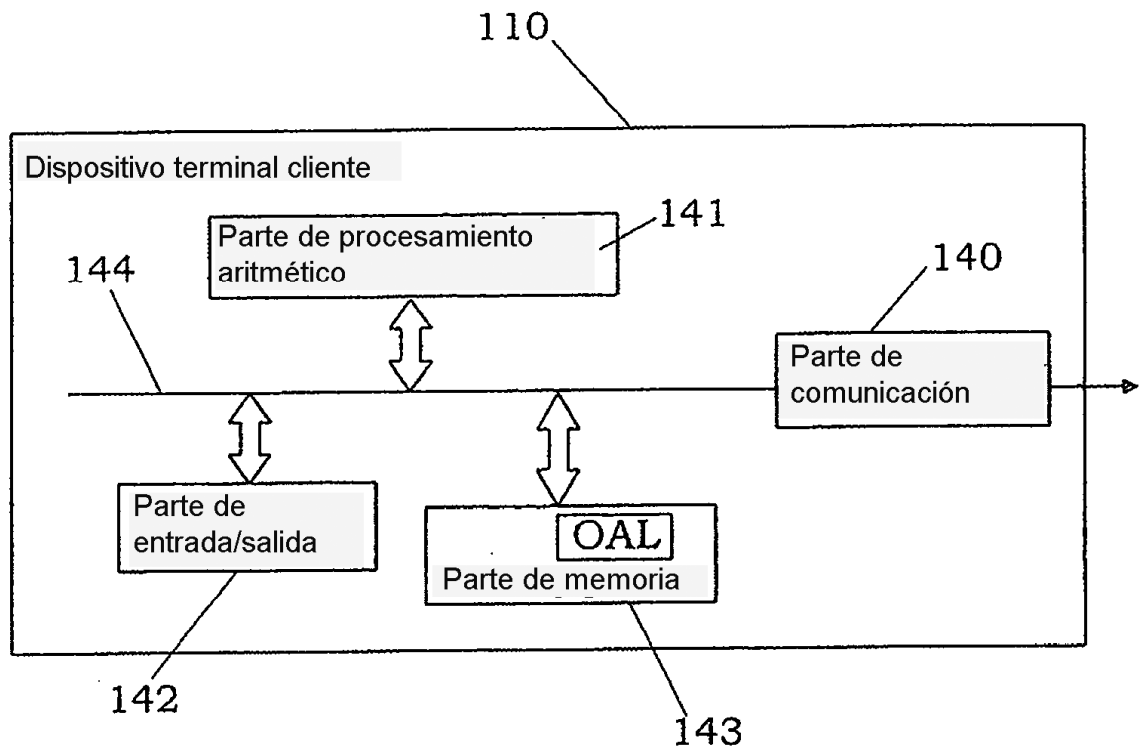 110
Dispositivo terminal cliente
Parte de procesamiento
aritmético
141
144
140
Parte de
comunicación
Parte de
entrada/salida
OAL
Parte de memoria
142
143